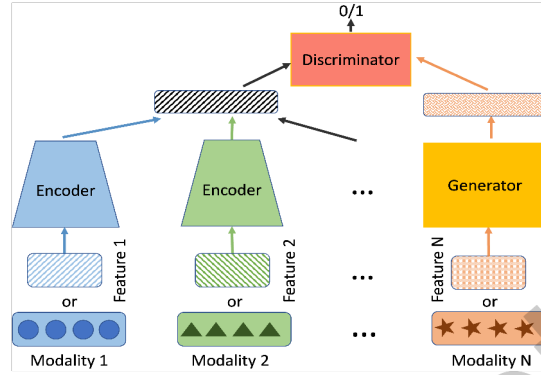 0/1
Discriminator
Encoder
Encoder
...
Generator
Feature 1
Feature 2
...
Feature N
or
or
or
...
Modality 1
Modality 2
Modality N